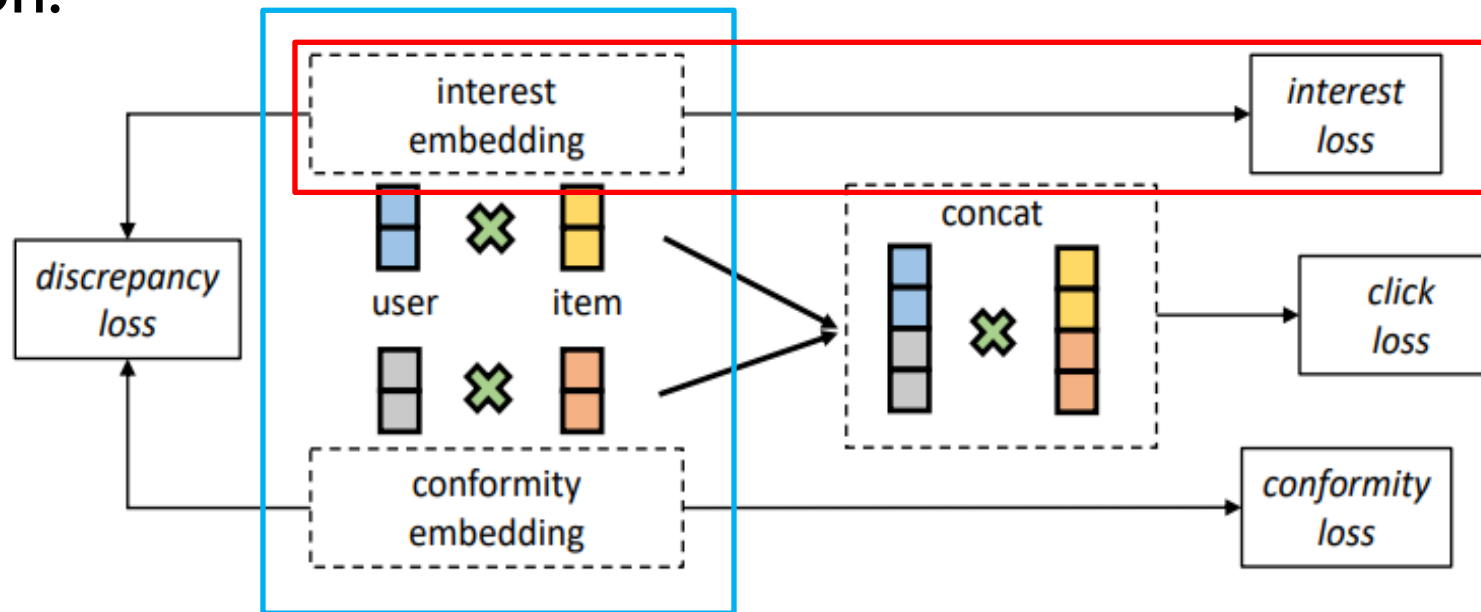 interest
embedding
interest
loss
concat
discrepancy
loss
user
item
click
loss
conformity
embedding
conformity
loss